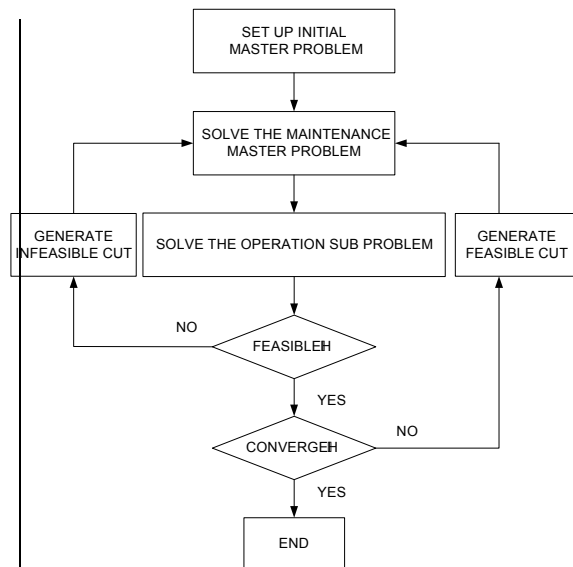 SET UP INITIAL
MASTER PROBLEM
SOLVE THE MAINTENANCE
MASTER PROBLEM
GENERATE
INFEASIBLE CUT
SOLVE THE OPERATION SUB PROBLEM
GENERATE
FEASIBLE CUT
NO
FEASIBLEH
YES
CONVERGEH
NO
YES
END